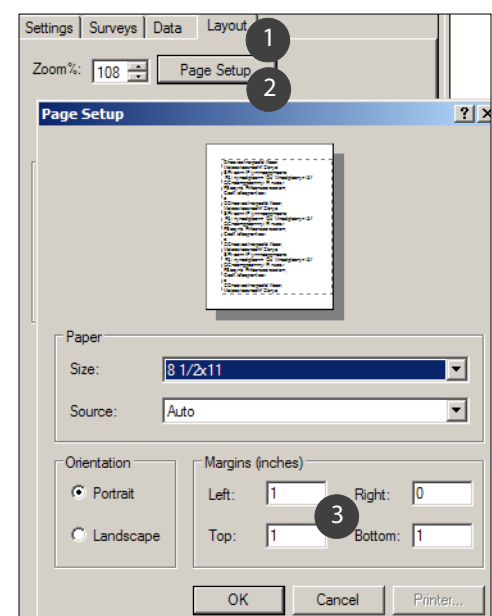 Settings Surveys Data Layout
1
Zoom%: 108 Page Setup
2
Page Setup ? X
Paper
Size: 8 1/2x11
Source: Auto
Orientation Margins (inches)
Portrait Left: 1 Right: 0
3
Landscape Top: 1 Bottom: 1
OK Cancel Printer...